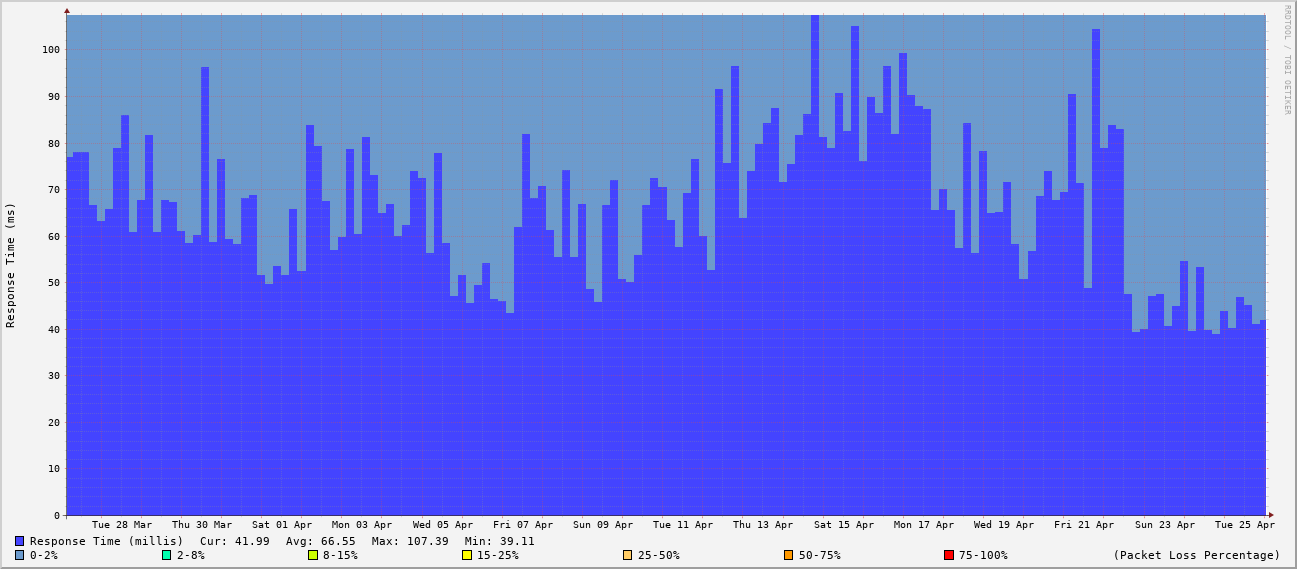 RRDTOOL / TOBI OETIKER
Response Time (ms)
100
90
80
70
60
50
40
30
20
10
0
Tue 28 Mar Thu 30 Mar Sat 01 Apr Mon 03 Apr Wed 05 Apr Fri 07 Apr Sun 09 Apr Tue 11 Apr Thu 13 Apr Sat 15 Apr Mon 17 Apr Wed 19 Apr Fri 21 Apr Sun 23 Apr Tue 25 Apr
Response Time (millis) Cur: 41.99 Avg: 66.55 Max: 107.39 Min: 39.11
0-2% 2-8% 8-15% 15-25% 25-50% 50-75% 75-100% (Packet Loss Percentage)